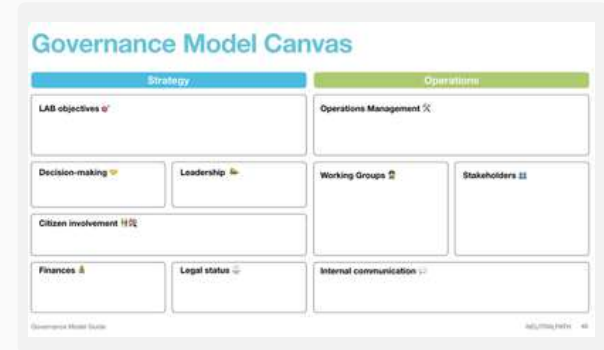 Governance Model Canvas
Strategy
Operations
LAB objectives 🎯
Operations Management 🛠
Decision-making 🤝
Leadership
Working Groups
Stakeholders 👥
Citizen involvement
Finances 💰
Legal status ⚖
Internal communication 💬
Governance Model Guide
NEUTRALPATH